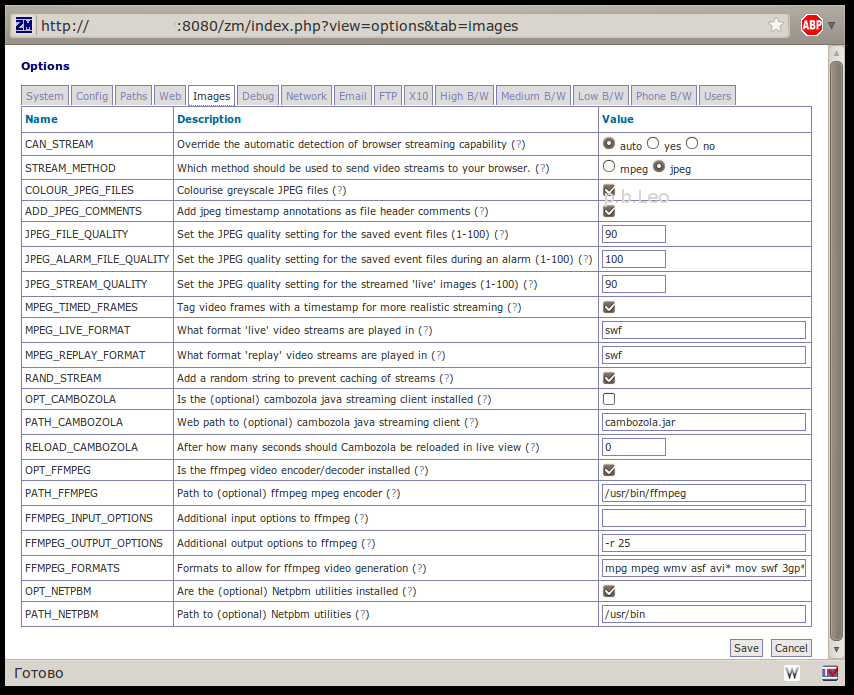 ZM http:// :8080/zm/index.php?view=options&tab=images ABP
Options
System Config Paths Web Images Debug Network Email FTP X10 High B/W Medium B/W Low B/W Phone B/W Users
Name Description Value
CAN_STREAM Override the automatic detection of browser streaming capability (?) auto yes no
STREAM_METHOD Which method should be used to send video streams to your browser. (?) mpeg jpeg
COLOUR_JPEG_FILES Colourise greyscale JPEG files (?)
ADD_JPEG_COMMENTS Add jpeg timestamp annotations as file header comments (?)
JPEG_FILE_QUALITY Set the JPEG quality setting for the saved event files (1-100) (?) 90
JPEG_ALARM_FILE_QUALITY Set the JPEG quality setting for the saved event files during an alarm (1-100) (?) 100
JPEG_STREAM_QUALITY Set the JPEG quality setting for the streamed 'live' images (1-100) (?) 90
MPEG_TIMED_FRAMES Tag video frames with a timestamp for more realistic streaming (?)
MPEG_LIVE_FORMAT What format 'live' video streams are played in (?) swf
MPEG_REPLAY_FORMAT What format 'replay' video streams are played in (?) swf
RAND_STREAM Add a random string to prevent caching of streams (?)
OPT_CAMBOZOLA Is the (optional) cambozola java streaming client installed (?)
PATH_CAMBOZOLA Web path to (optional) cambozola java streaming client (?) cambozola.jar
RELOAD_CAMBOZOLA After how many seconds should Cambozola be reloaded in live view (?) 0
OPT_FFMPEG Is the ffmpeg video encoder/decoder installed (?)
PATH_FFMPEG Path to (optional) ffmpeg mpeg encoder (?) /usr/bin/ffmpeg
FFMPEG_INPUT_OPTIONS Additional input options to ffmpeg (?)
FFMPEG_OUTPUT_OPTIONS Additional output options to ffmpeg (?) -r 25
FFMPEG_FORMATS Formats to allow for ffmpeg video generation (?) mpg mpeg wmv asf avi* mov swf 3gp*
OPT_NETPBM Are the (optional) Netpbm utilities installed (?)
PATH_NETPBM Path to (optional) Netpbm utilities (?) /usr/bin
Save Cancel
Готово W